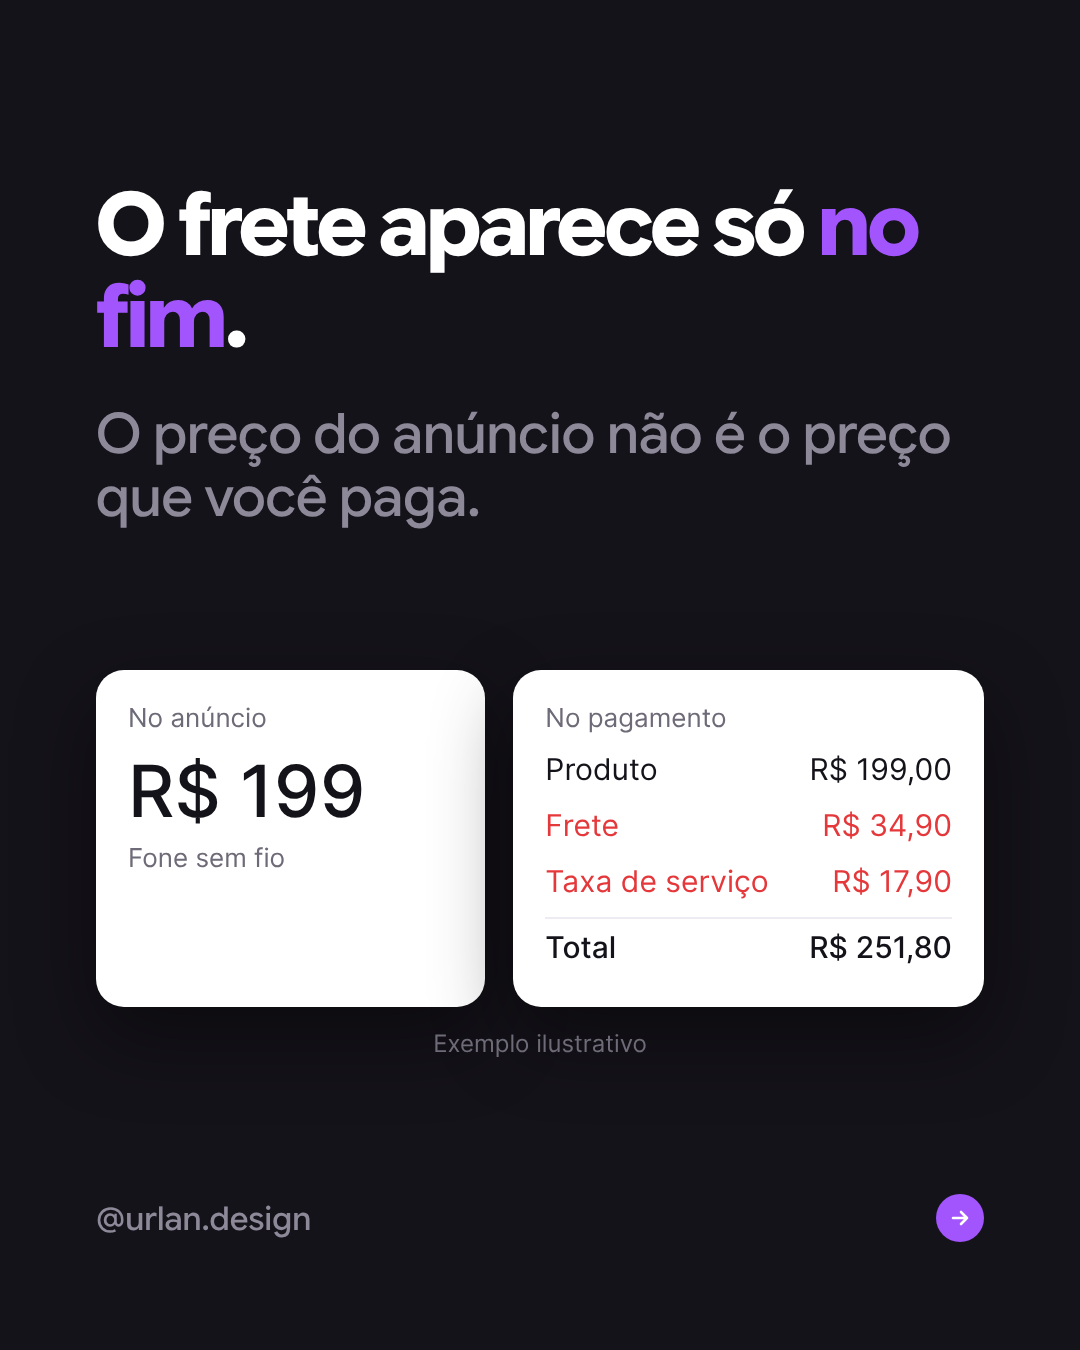 O frete aparece só no
fim.
O preço do anúncio não é o preço
que você paga.
No anúncio
R$ 199
Fone sem fio
No pagamento
Produto R$ 199,00
Frete R$ 34,90
Taxa de serviço R$ 17,90
Total R$ 251,80
Exemplo ilustrativo
@urlan.design